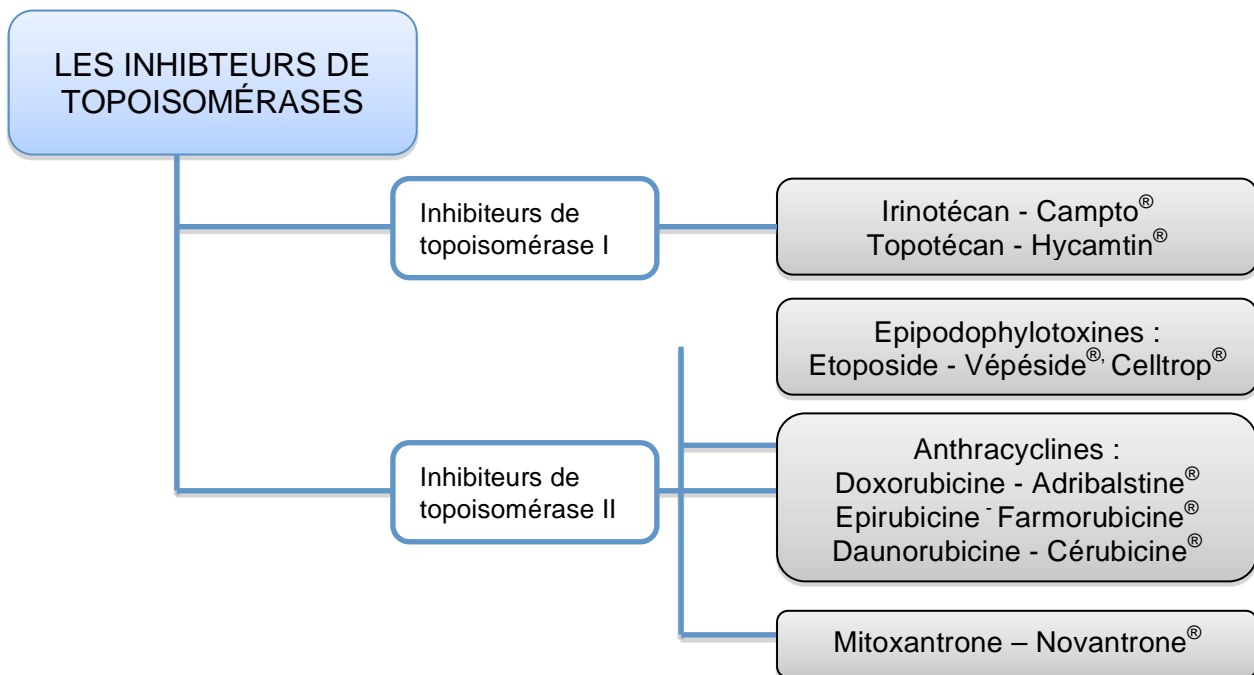 LES INHIBTEURS DE
TOPOISOMÉRASES
Inhibiteurs de
topoisomérase I
Irinotécan - Campto®
Topotécan - Hycamtin®
Epipodophylotoxines :
Etoposide - Vépéside®, Celltrop®
Inhibiteurs de
topoisomérase II
Anthracyclines :
Doxorubicine - Adribalstine®
Epirubicine - Farmorubicine®
Daunorubicine - Cérubicine®
Mitoxantrone – Novantrone®